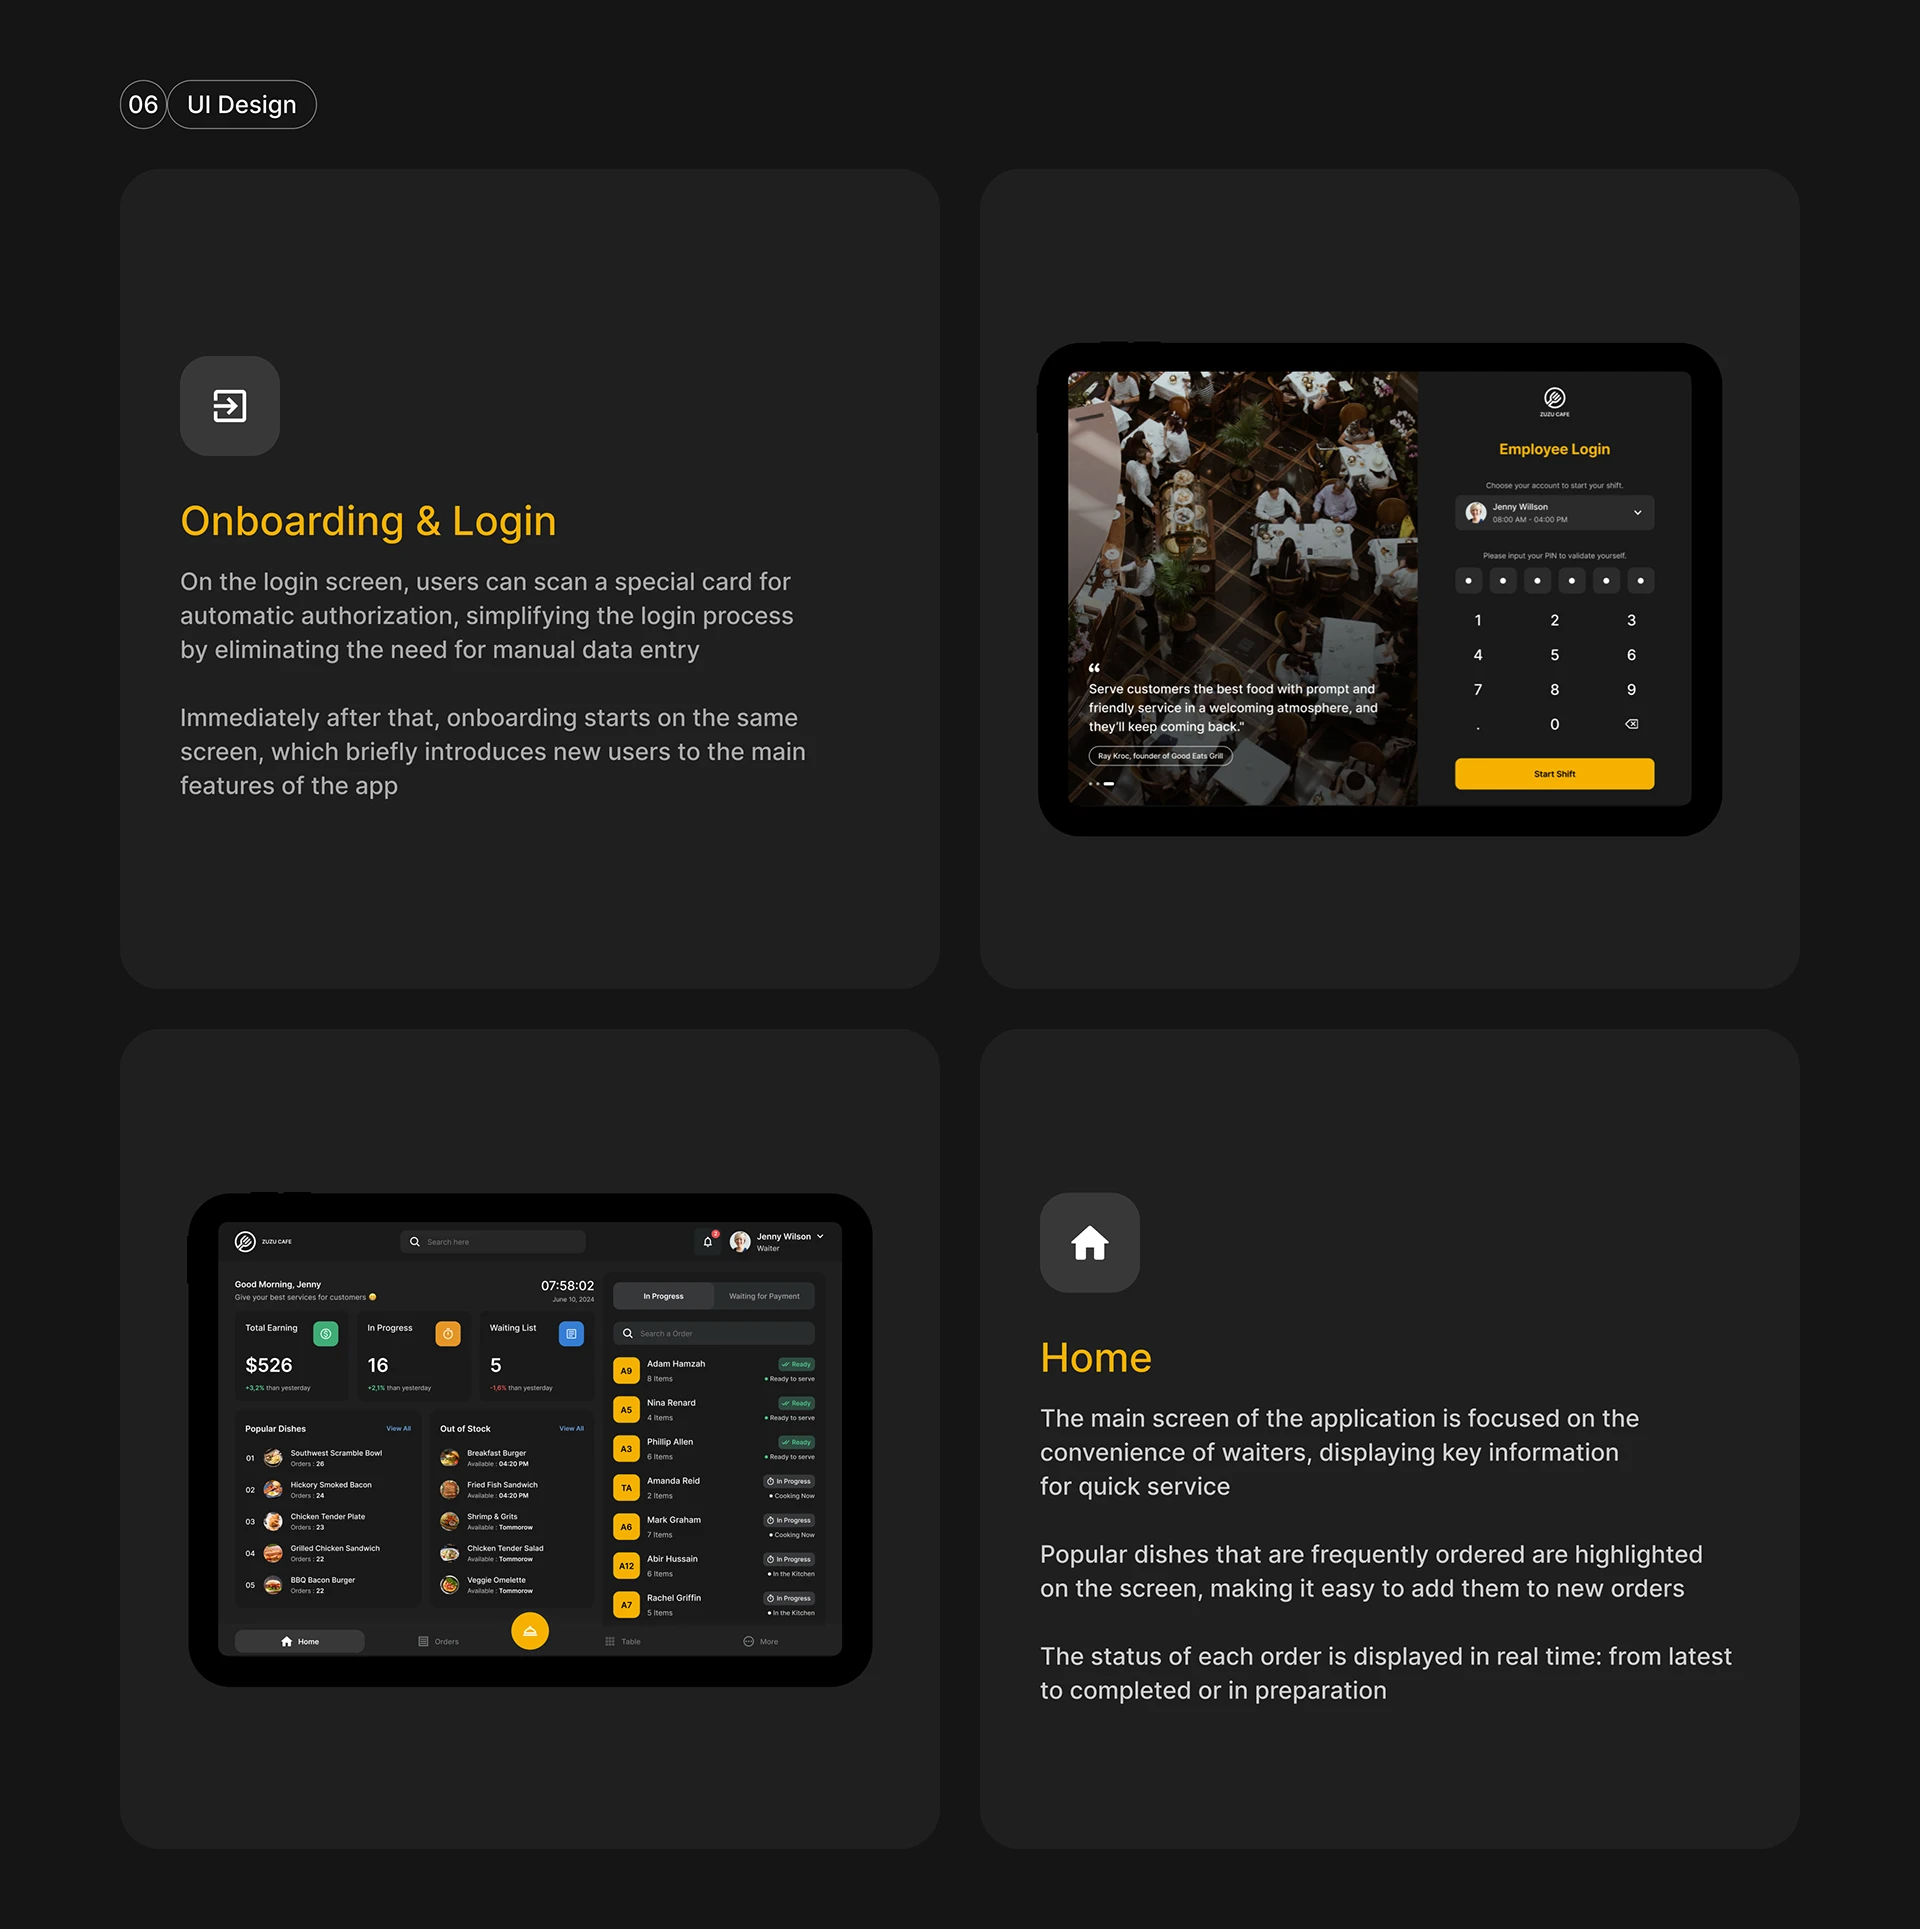 06 UI Design
Onboarding & Login
On the login screen, users can scan a special card for
automatic authorization, simplifying the login process
by eliminating the need for manual data entry
Immediately after that, onboarding starts on the same
screen, which briefly introduces new users to the main
features of the app
“
Serve customers the best food with prompt and
friendly service in a welcoming atmosphere, and
they’ll keep coming back."
Ray Kroc, founder of Good Eats Grill
ZUZU CAFE
Employee Login
Choose your account to start your shift.
Jenny Willson
08:00 AM - 04:00 PM
Please input your PIN to validate yourself.
1 2 3
4 5 6
7 8 9
. 0
Start Shift
ZUZU CAFE
Search here
2
Jenny Wilson
Waiter
Good Morning, Jenny
Give your best services for customers
07:58:02
June 10, 2024
Total Earning
$526
+3,2% than yesterday
In Progress
16
+2,1% than yesterday
Waiting List
5
-1,6% than yesterday
Popular Dishes View All
01 Southwest Scramble Bowl
Orders : 26
02 Hickory Smoked Bacon
Orders : 24
03 Chicken Tender Plate
Orders : 23
04 Grilled Chicken Sandwich
Orders : 22
05 BBQ Bacon Burger
Orders : 22
Out of Stock View All
Breakfast Burger
Available : 04:20 PM
Fried Fish Sandwich
Available : 04:20 PM
Shrimp & Grits
Available : Tommorow
Chicken Tender Salad
Available : Tommorow
Veggie Omelette
Available : Tommorow
In Progress Waiting for Payment
Search a Order
A9 Adam Hamzah Ready
8 Items Ready to serve
A5 Nina Renard Ready
4 Items Ready to serve
A3 Phillip Allen Ready
6 Items Ready to serve
TA Amanda Reid In Progress
2 Items Cooking Now
A6 Mark Graham In Progress
7 Items Cooking Now
A12 Abir Hussain In Progress
6 Items In the Kitchen
A7 Rachel Griffin In Progress
5 Items In the Kitchen
Home Orders Table More
Home
The main screen of the application is focused on the
convenience of waiters, displaying key information
for quick service
Popular dishes that are frequently ordered are highlighted
on the screen, making it easy to add them to new orders
The status of each order is displayed in real time: from latest
to completed or in preparation